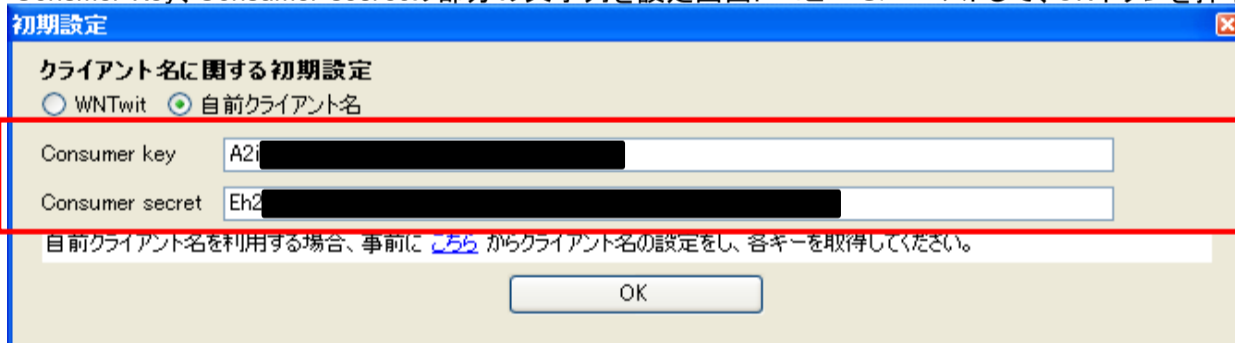 初期設定
クライアント名に関する初期設定
WNTwit 自前クライアント名
Consumer key A2i
Consumer secret Eh2
自前クライアント名を利用する場合、事前に こちら からクライアント名の設定をし、各キーを取得してください。
OK